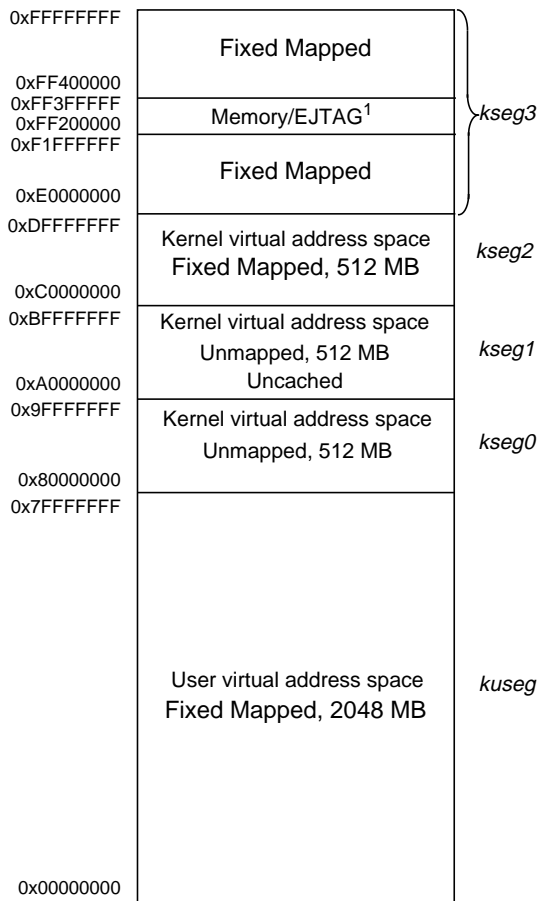 0xFFFFFFFF
Fixed Mapped
0xFF400000
0xFF3FFFFF
Memory/EJTAG1
kseg3
0xFF200000
0xF1FFFFFF
Fixed Mapped
0xE0000000
0xDFFFFFFF
Kernel virtual address space
Fixed Mapped, 512 MB
kseg2
0xC0000000
0xBFFFFFFF
Kernel virtual address space
Unmapped, 512 MB
Uncached
kseg1
0xA0000000
0x9FFFFFFF
Kernel virtual address space
Unmapped, 512 MB
kseg0
0x80000000
0x7FFFFFFF
User virtual address space
Fixed Mapped, 2048 MB
kuseg
0x00000000